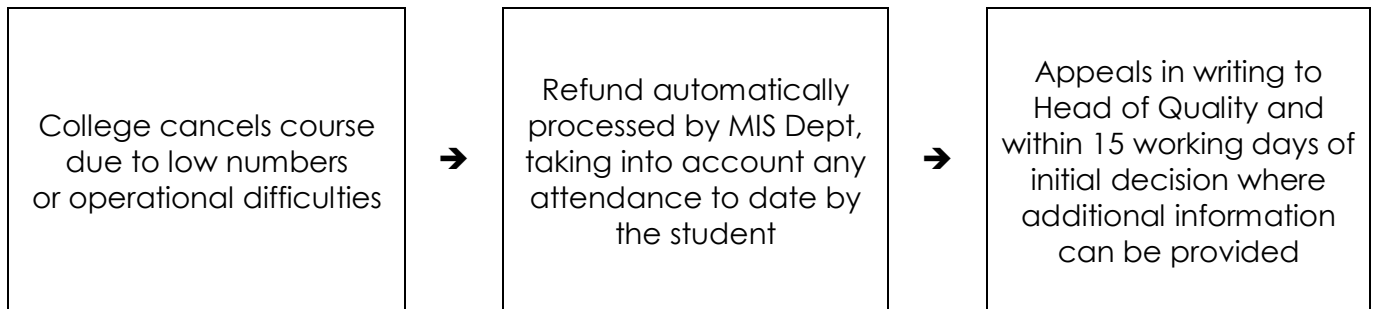 College cancels course
due to low numbers
or operational difficulties
➔
Refund automatically
processed by MIS Dept,
taking into account any
attendance to date by
the student
➔
Appeals in writing to
Head of Quality and
within 15 working days of
initial decision where
additional information
can be provided